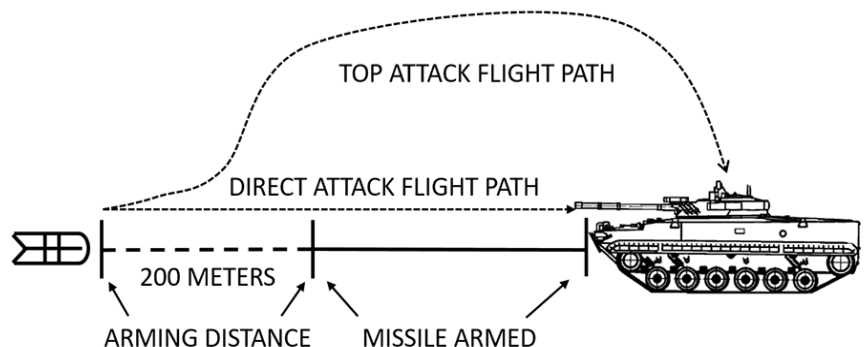 TOP ATTACK FLIGHT PATH
DIRECT ATTACK FLIGHT PATH
200 METERS
ARMING DISTANCE
MISSILE ARMED